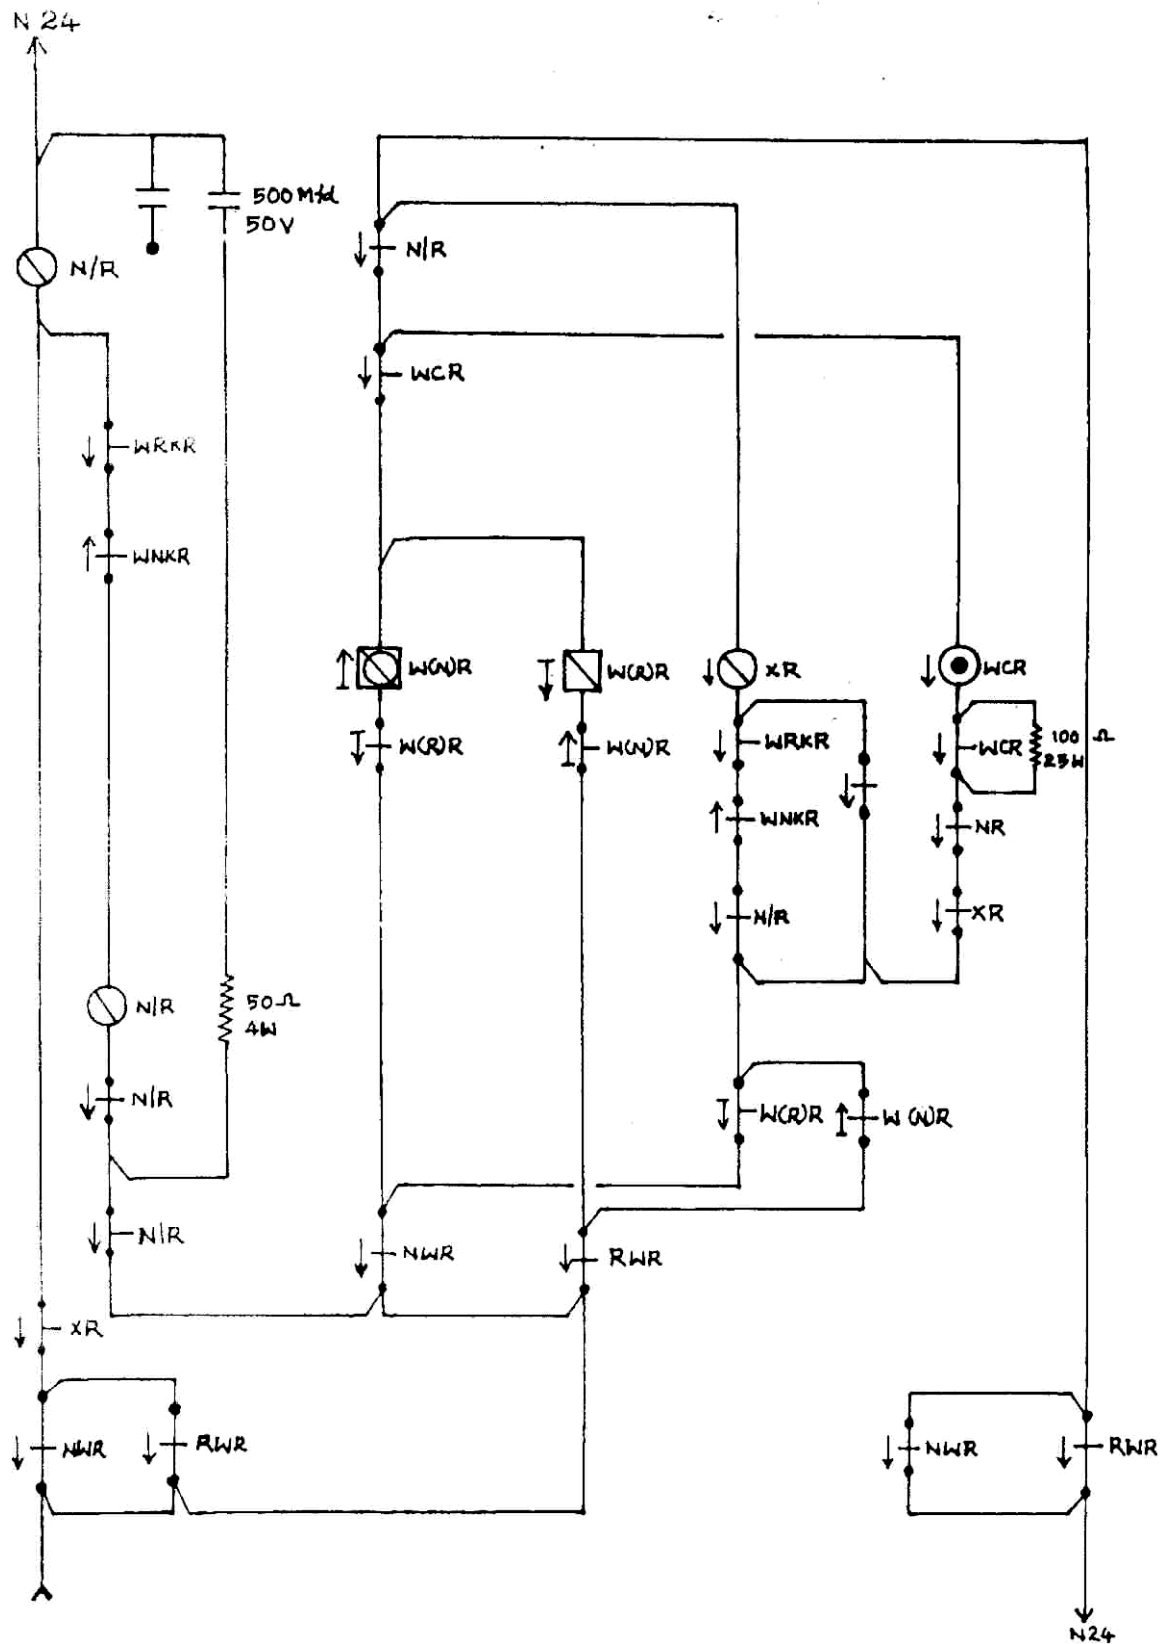 N 24
500 Mfd
50V
N/R
N/R
WCR
WRKR
WNKR
W(N)R
W(R)R
XR
WCR
W(R)R
W(N)R
WRKR
WCR
100 Ω
25W
WNKR
NR
N/R
XR
N/R
50Ω
4W
N/R
W(R)R
W(N)R
N/R
NWR
RWR
XR
NWR
RWR
NWR
RWR
N24